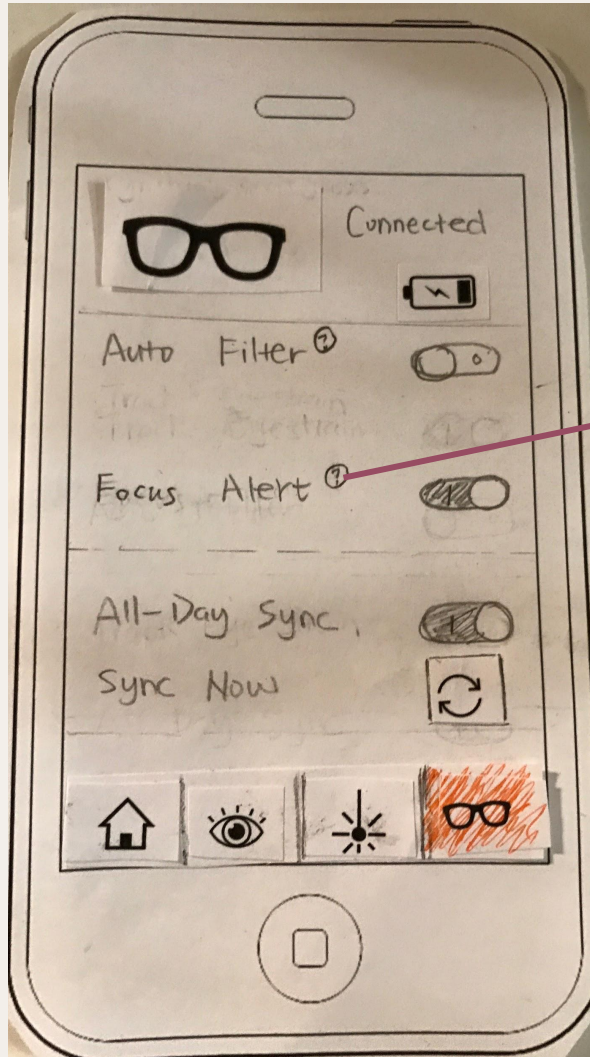 Connected
Auto Filter ?
Focus Alert ?
All-Day Sync
Sync Now